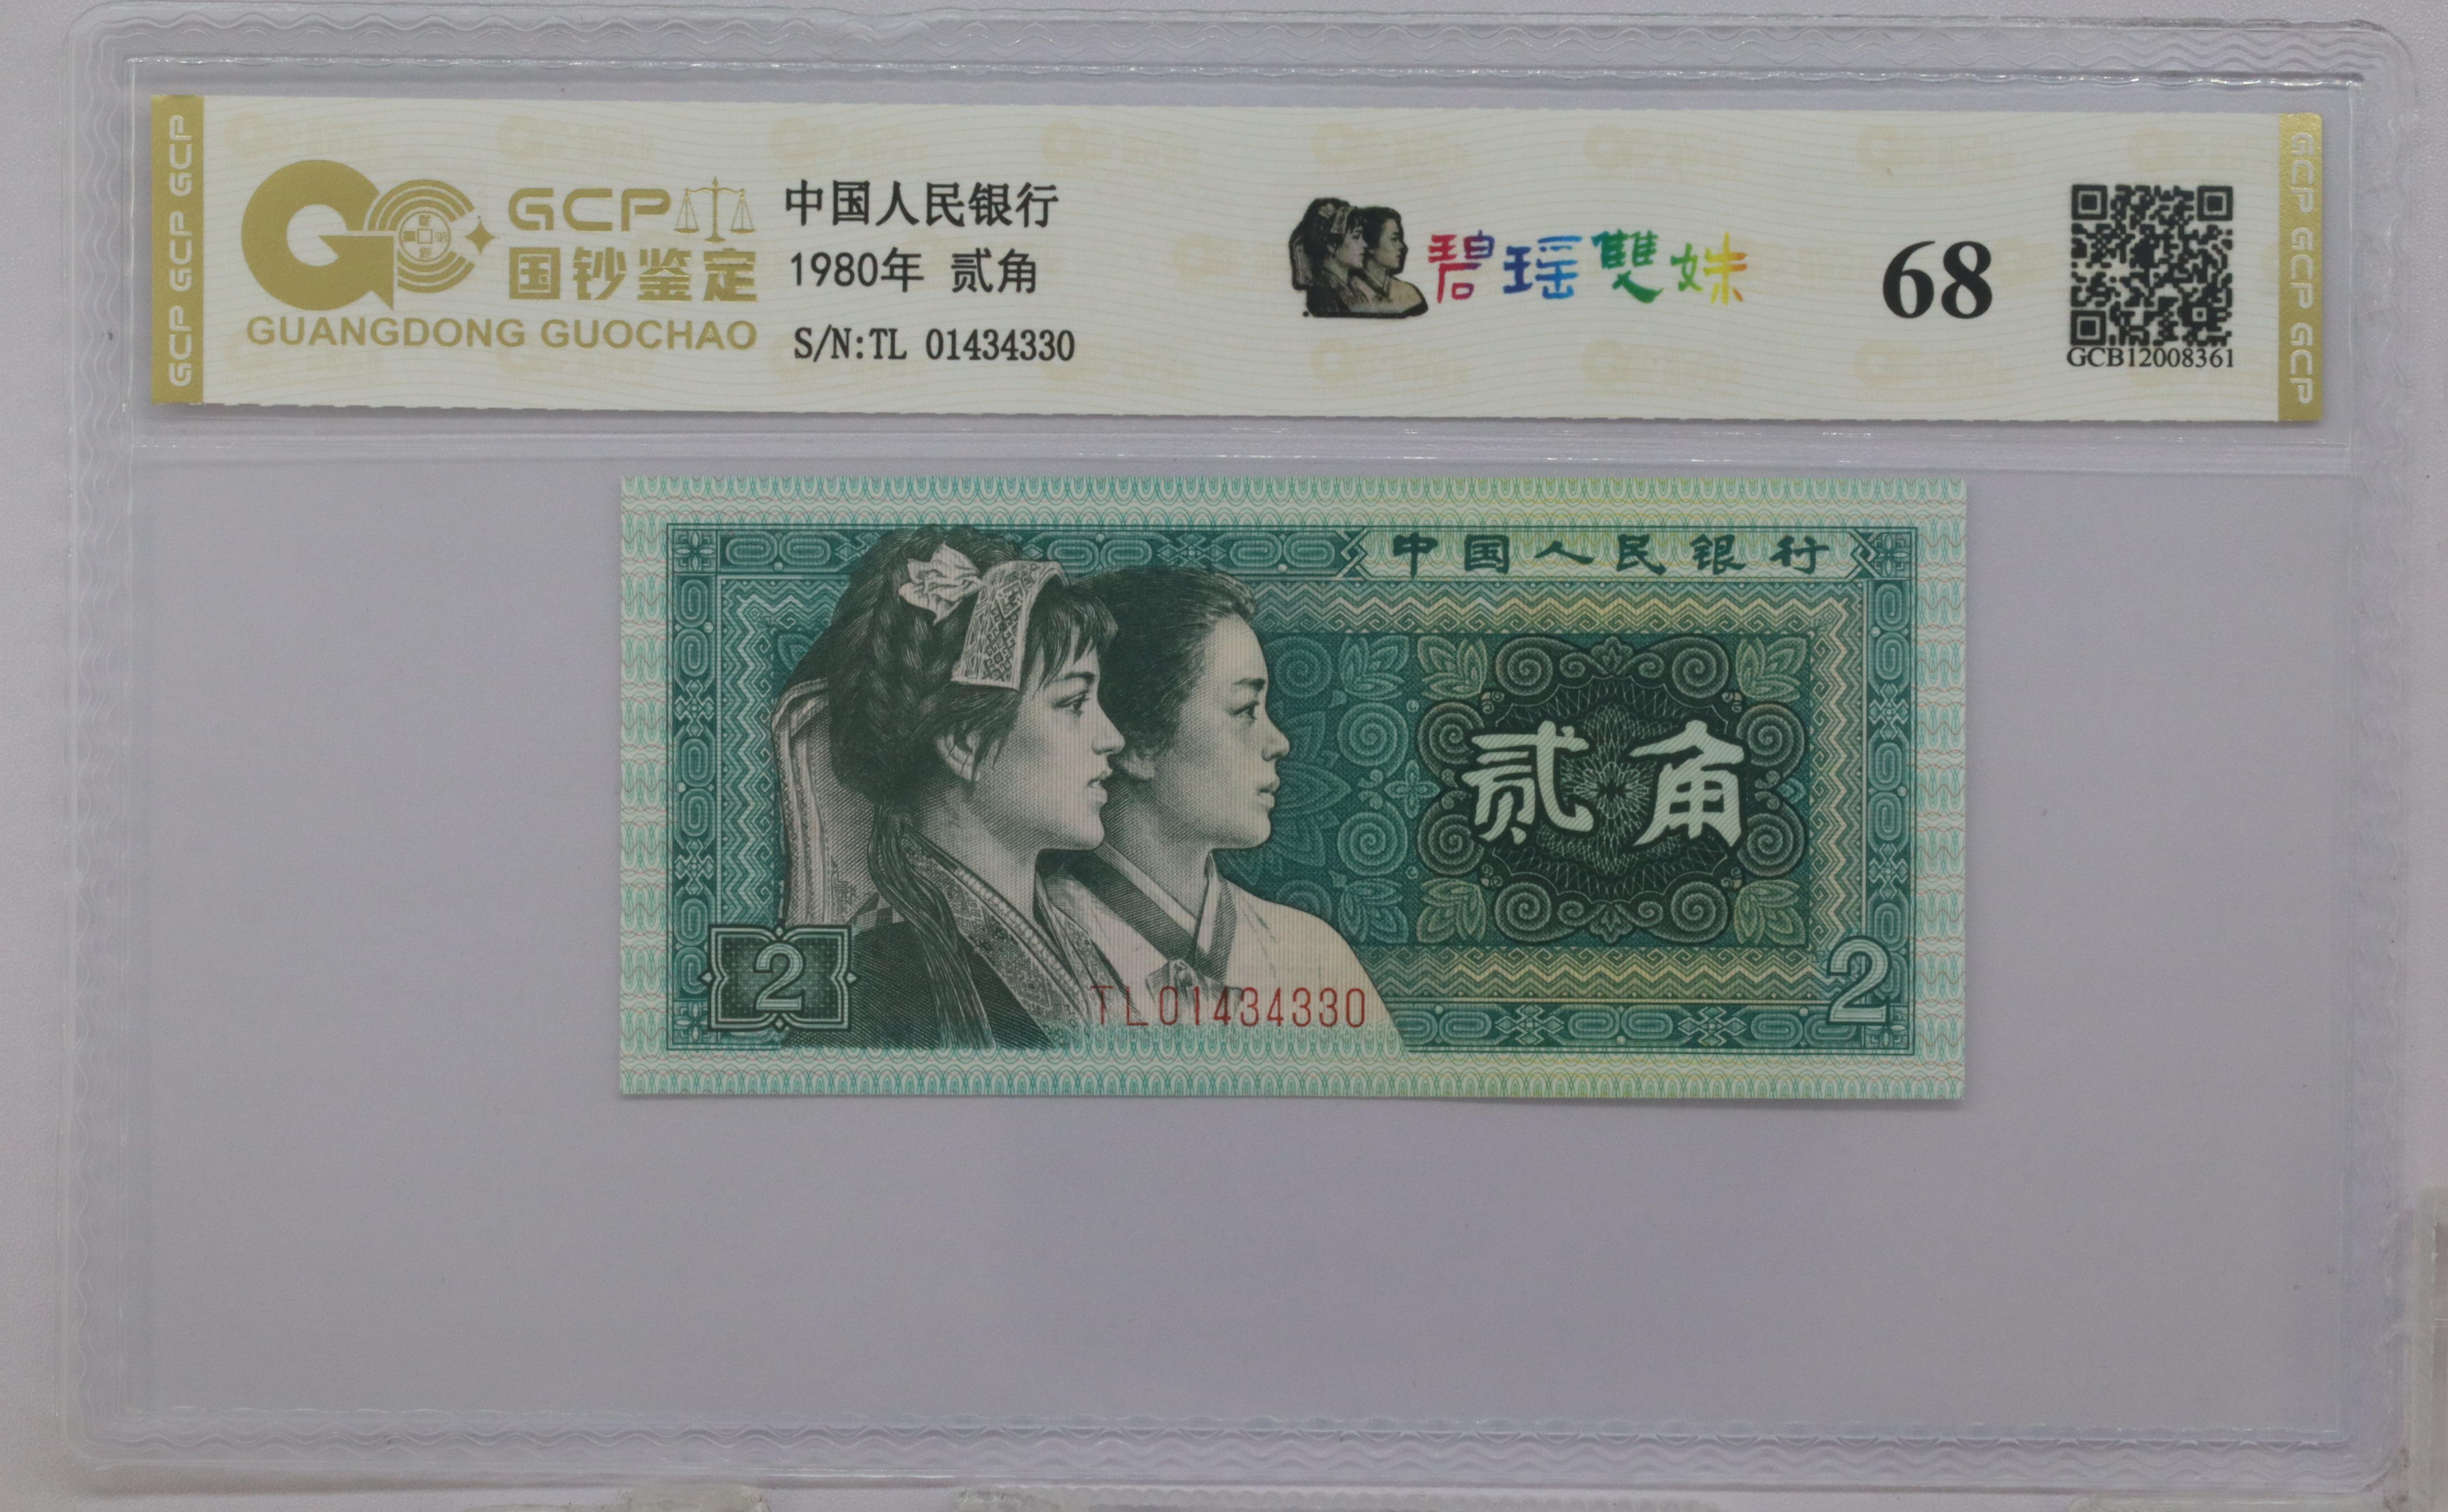 GCP GCP GCP
GCP
国钞鉴定
GUANGDONG GUOCHAO
中国人民银行
1980年 贰角
S/N:TL 01434330
碧瑶雙姝
68
GCB12008361
GCP GCP GCP
中国人民银行
贰角
2
TL01434330
2